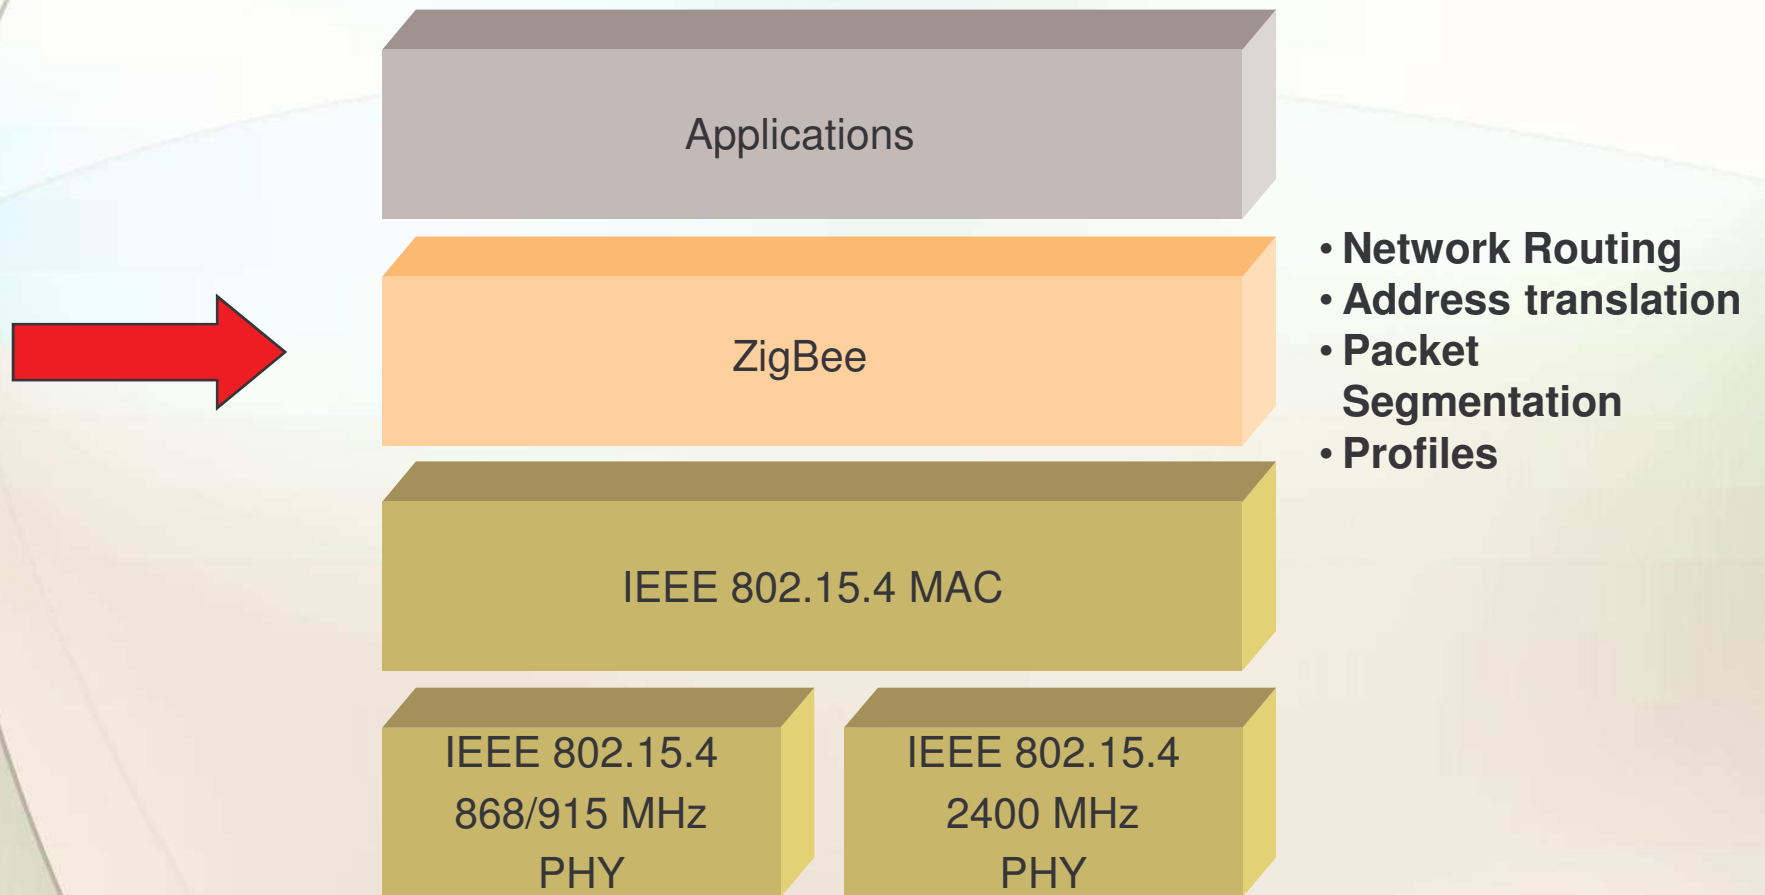 Applications
ZigBee
• Network Routing
• Address translation
• Packet
Segmentation
• Profiles
IEEE 802.15.4 MAC
IEEE 802.15.4
868/915 MHz
PHY
IEEE 802.15.4
2400 MHz
PHY